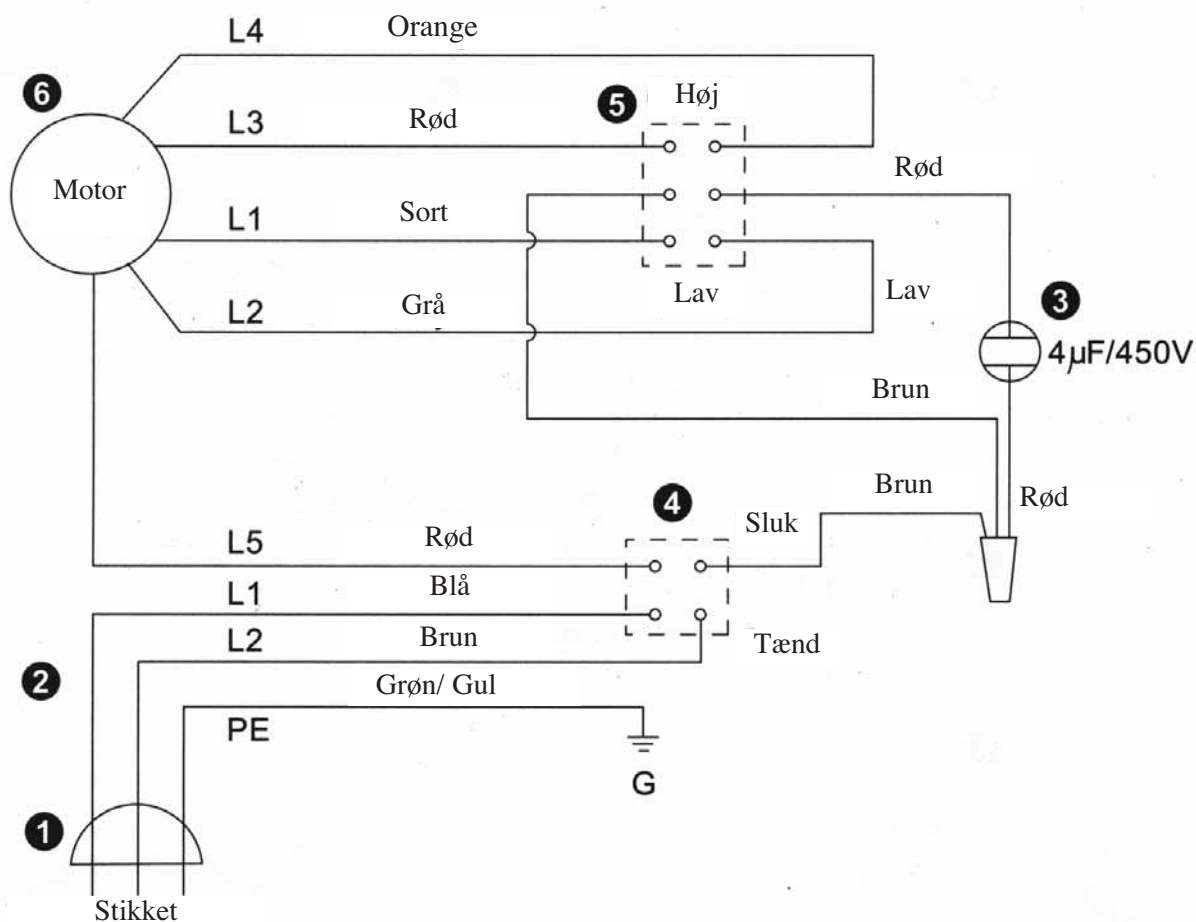 L4 Orange
6
5 Høj
L3 Rød
Rød
Motor
L1 Sort
Lav
Lav
3
L2 Grå
4µF/450V
Brun
Brun
4
Rød
Sluk
L5 Rød
L1 Blå
L2 Brun
Tænd
2
Grøn/ Gul
PE
G
1
Stikket